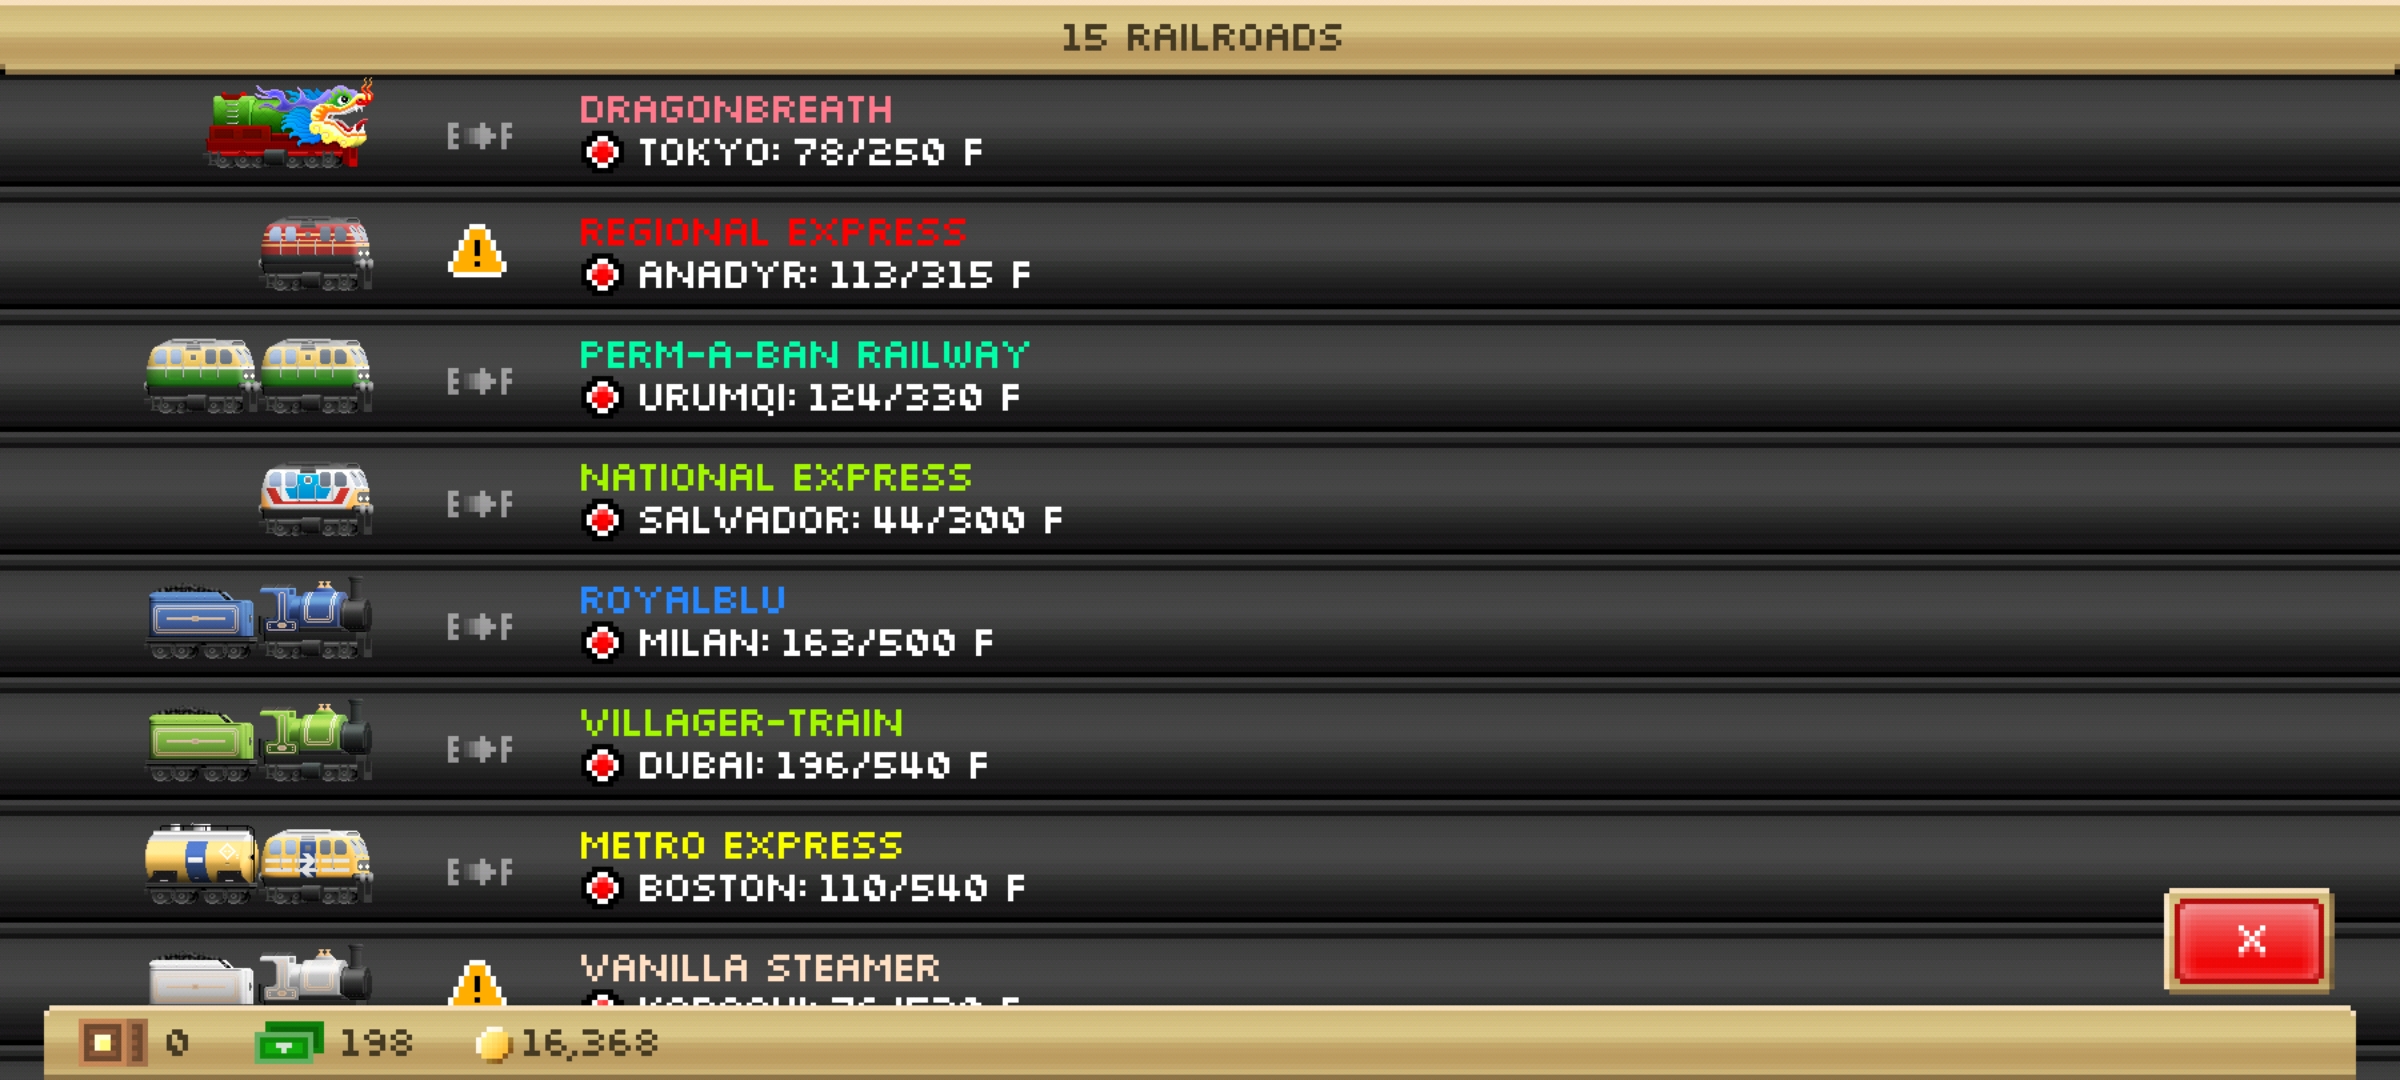 15 RAILROADS
DRAGONBREATH
E F
TOKYO: 78/250 F
REGIONAL EXPRESS
!
ANADYR: 113/315 F
PERM-A-BAN RAILWAY
E F
URUMQI: 124/330 F
NATIONAL EXPRESS
E F
SALVADOR: 44/300 F
ROYALBLU
E F
MILAN: 163/500 F
VILLAGER-TRAIN
E F
DUBAI: 196/540 F
METRO EXPRESS
E F
BOSTON: 110/540 F
X
VANILLA STEAMER
!
0 198 16,368